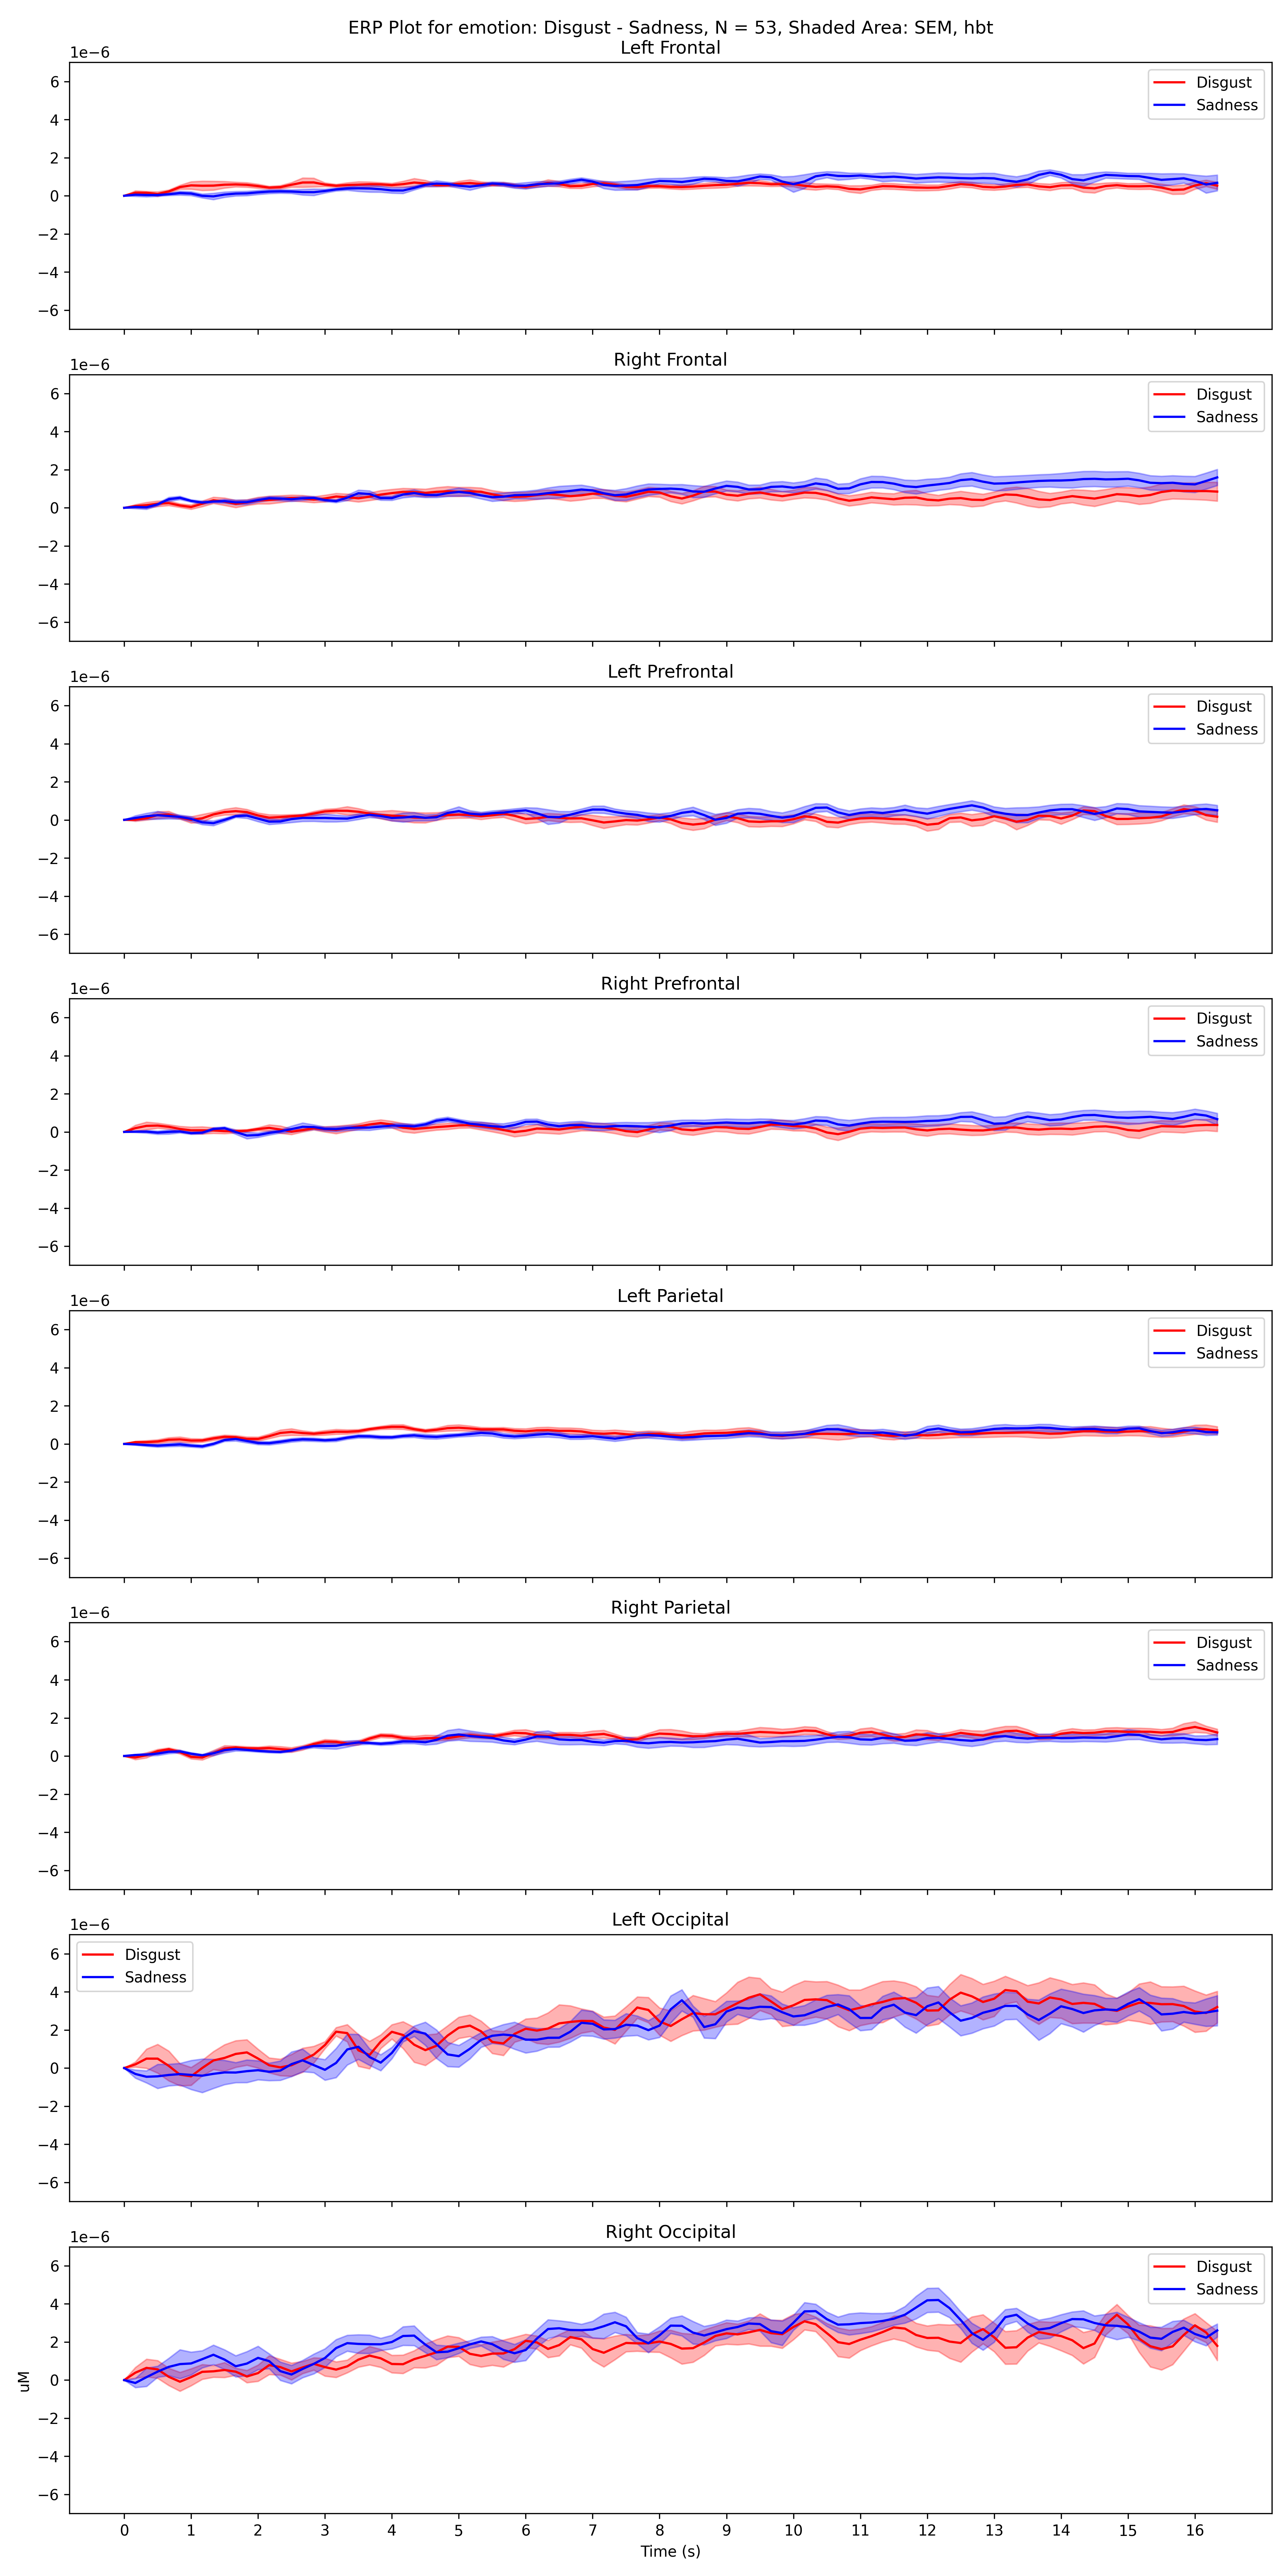 ERP Plot for emotion: Disgust - Sadness, N = 53, Shaded Area: SEM, hbt
Left Frontal
1e−6
6
4
2
0
−2
−4
−6
Disgust
Sadness
Right Frontal
1e−6
6
4
2
0
−2
−4
−6
Disgust
Sadness
Left Prefrontal
1e−6
6
4
2
0
−2
−4
−6
Disgust
Sadness
Right Prefrontal
1e−6
6
4
2
0
−2
−4
−6
Disgust
Sadness
Left Parietal
1e−6
6
4
2
0
−2
−4
−6
Disgust
Sadness
Right Parietal
1e−6
6
4
2
0
−2
−4
−6
Disgust
Sadness
Left Occipital
1e−6
6
4
2
0
−2
−4
−6
Disgust
Sadness
Right Occipital
1e−6
6
4
2
0
−2
−4
−6
Disgust
Sadness
uM
0 1 2 3 4 5 6 7 8 9 10 11 12 13 14 15 16
Time (s)